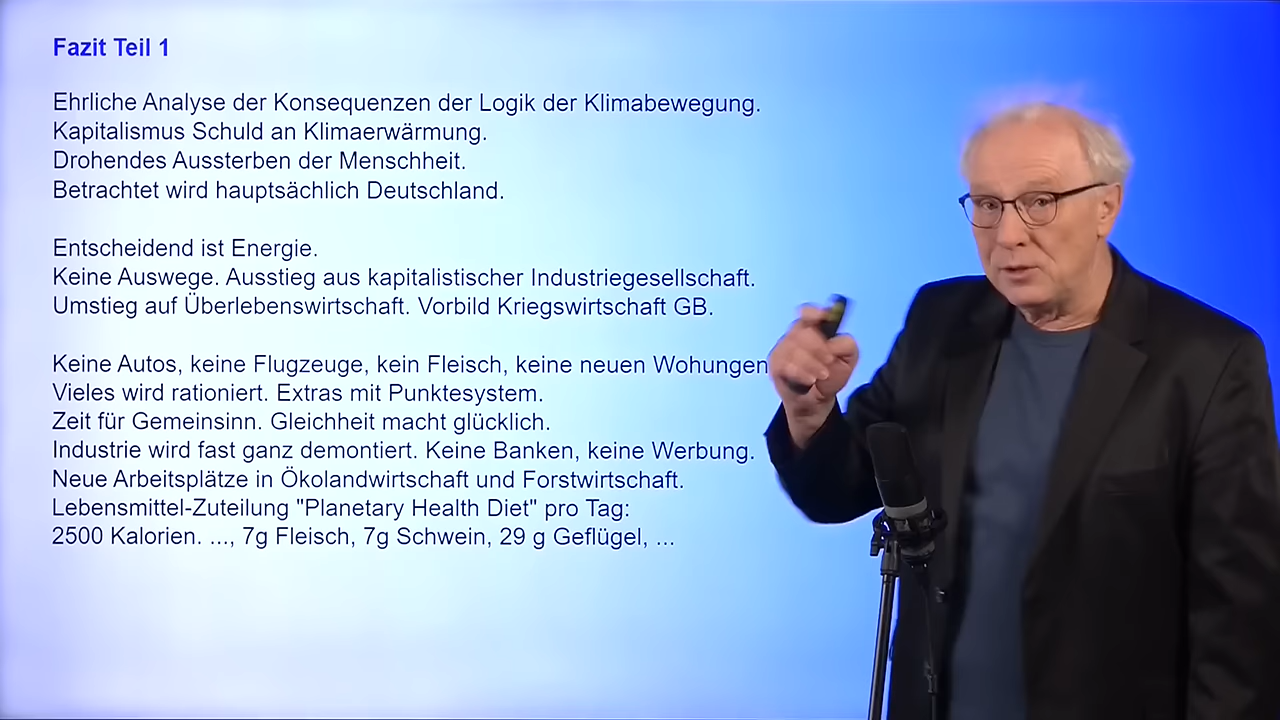 Fazit Teil 1
Ehrliche Analyse der Konsequenzen der Logik der Klimabewegung.
Kapitalismus Schuld an Klimaerwärmung.
Drohendes Aussterben der Menschheit.
Betrachtet wird hauptsächlich Deutschland.
Entscheidend ist Energie.
Keine Auswege. Ausstieg aus kapitalistischer Industriegesellschaft.
Umstieg auf Überlebenswirtschaft. Vorbild Kriegswirtschaft GB.
Keine Autos, keine Flugzeuge, kein Fleisch, keine neuen Wohungen
Vieles wird rationiert. Extras mit Punktesystem.
Zeit für Gemeinsinn. Gleichheit macht glücklich.
Industrie wird fast ganz demontiert. Keine Banken, keine Werbung.
Neue Arbeitsplätze in Ökolandwirtschaft und Forstwirtschaft.
Lebensmittel-Zuteilung "Planetary Health Diet" pro Tag:
2500 Kalorien. ..., 7g Fleisch, 7g Schwein, 29 g Geflügel, ...